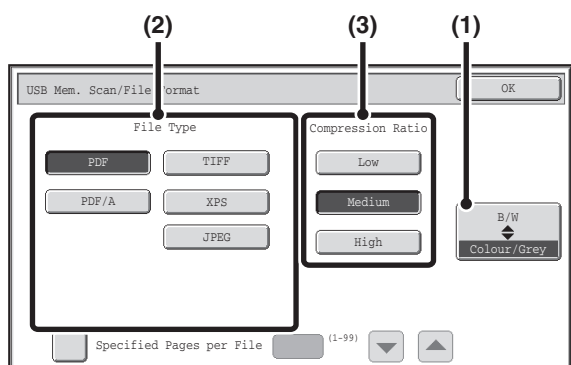 (2) (3) (1)
USB Mem. Scan/File Format OK
File Type
PDF TIFF
PDF/A XPS
JPEG
Compression Ratio
Low
Medium
High
B/W
Colour/Grey
Specified Pages per File (1-99)